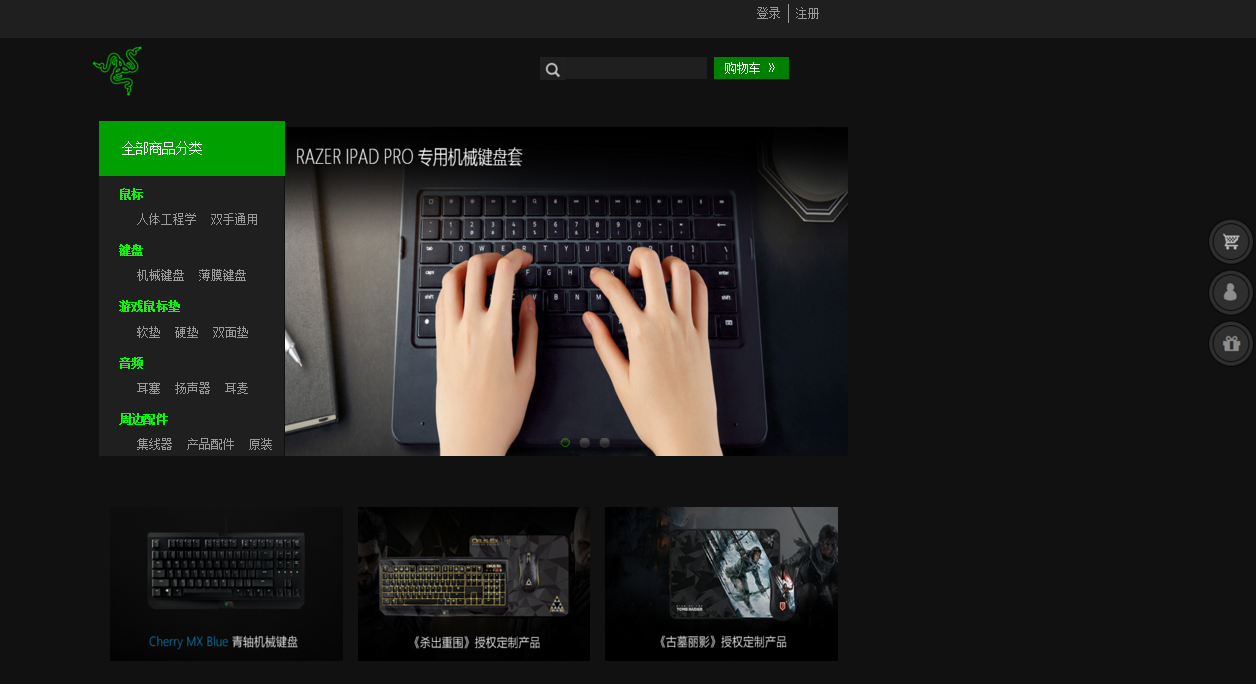 登录 注册
购物车 》
全部商品分类
RAZER IPAD PRO 专用机械键盘套
鼠标
人体工程学 双手通用
键盘
机械键盘 薄膜键盘
游戏鼠标垫
软垫 硬垫 双面垫
音频
耳塞 扬声器 耳麦
周边配件
集线器 产品配件 原装
Cherry MX Blue 青轴机械键盘
《杀出重围》授权定制产品
TOMB RAIDER
《古墓丽影》授权定制产品